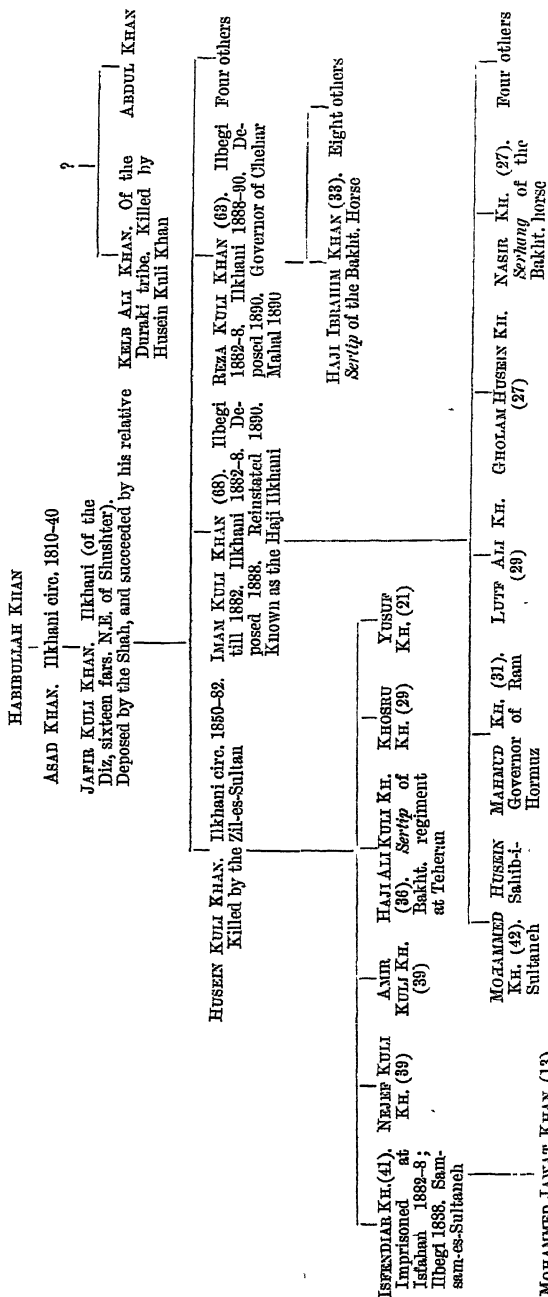 HABIBULLAH KHAN
ASAD KHAN. Ilkhani circ. 1810–40
JAFIR KULI KHAN. Ilkhani (of the
Diz, sixteen fars. N.E. of Shushter).
Deposed by the Shah, and succeeded by his relative
?
KELB ALI KHAN. Of the
Duraki tribe. Killed by
Husein Kuli Khan
ABDUL KHAN
HUSEIN KULI KHAN. Ilkhani circ. 1850–82.
Killed by the Zil-es-Sultan
IMAM KULI KHAN (68). Ilbegi
till 1882. Ilkhani 1882–8. De-
posed 1888. Reinstated 1890.
Known as the Haji Ilkhani
REZA KULI KHAN (63). Ilbegi
1882–8. Ilkhani 1888–90. De-
posed 1890. Governor of Chehar
Mahal 1890
Four others
HAJI IBRAHIM KHAN (33).
Sertip of the Bakht. Horse
Eight others
ISFENDIAR KH. (41).
Imprisoned at
Isfahan 1882–8;
Ilbegi 1888. Sam-
sam-es-Sultaneh
NEJEF KULI
KH. (39)
AMIR
KULI KH.
(39)
HAJI ALI KULI KH.
(36). Sertip of
Bakht. regiment
at Teheran
KHOSRU
KH. (29)
YUSUF
KH. (21)
MOHAMMED HUSEIN
KH. (42). Sahib-i-
Sultaneh
MAHMUD KH. (31).
Governor of Ram
Hormuz
LUTF ALI KH.
(29)
GHOLAM HUSEIN KH.
(27)
NASIR KH. (27).
Serhang of the
Bakht. horse
Four others
MOHAMMED JAWAT KHAN (13)